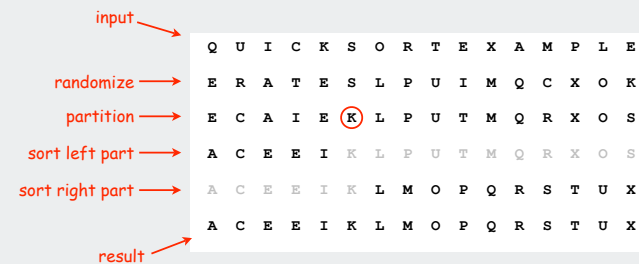 input
Q U I C K S O R T E X A M P L E
randomize E R A T E S L P U I M Q C X O K
partition E C A I E K L P U T M Q R X O S
sort left part A C E E I K L P U T M Q R X O S
sort right part A C E E I K L M O P Q R S T U X
A C E E I K L M O P Q R S T U X
result